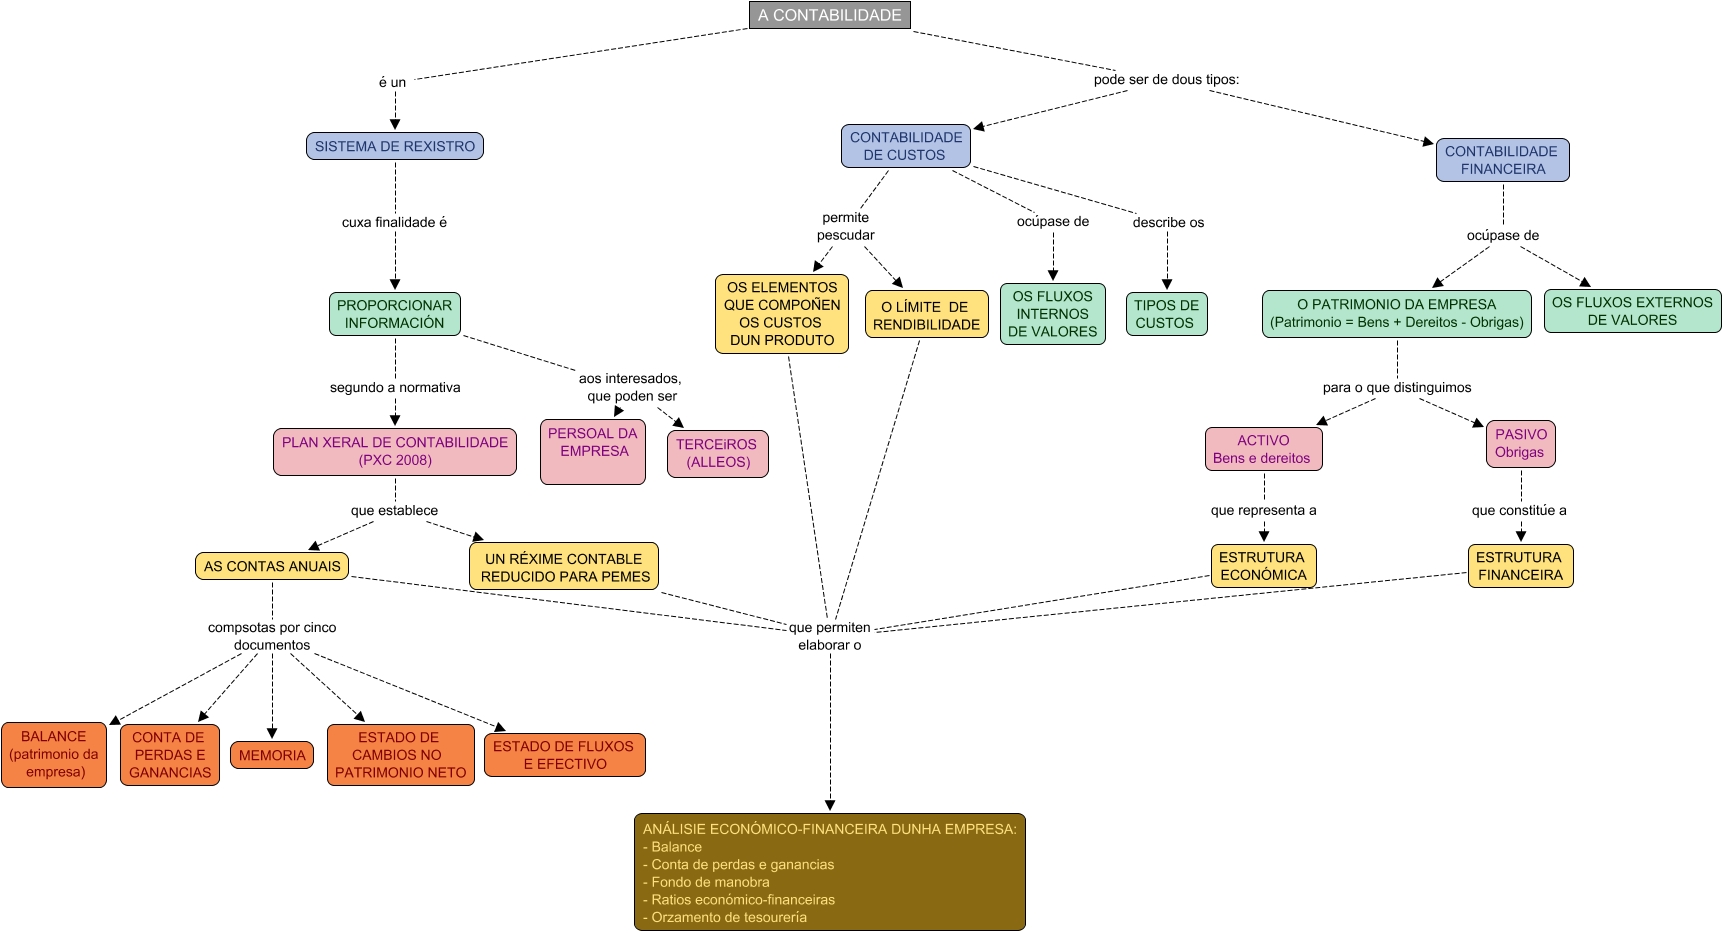 A CONTABILIDADE
é un
pode ser de dous tipos:
SISTEMA DE REXISTRO
CONTABILIDADE
DE CUSTOS
CONTABILIDADE
FINANCEIRA
cuxa finalidade é
permite
pescudar
ocúpase de
describe os
ocúpase de
PROPORCIONAR
INFORMACIÓN
OS ELEMENTOS
QUE COMPOÑEN
OS CUSTOS
DUN PRODUTO
O LÍMITE DE
RENDIBILIDADE
OS FLUXOS
INTERNOS
DE VALORES
TIPOS DE
CUSTOS
O PATRIMONIO DA EMPRESA
(Patrimonio = Bens + Dereitos - Obrigas)
OS FLUXOS EXTERNOS
DE VALORES
segundo a normativa
aos interesados,
que poden ser
para o que distinguimos
PLAN XERAL DE CONTABILIDADE
(PXC 2008)
PERSOAL DA
EMPRESA
TERCEiROS
(ALLEOS)
ACTIVO
Bens e dereitos
PASIVO
Obrigas
que establece
que representa a
que constitúe a
AS CONTAS ANUAIS
UN RÉXIME CONTABLE
REDUCIDO PARA PEMES
ESTRUTURA
ECONÓMICA
ESTRUTURA
FINANCEIRA
compsotas por cinco
documentos
que permiten
elaborar o
BALANCE
(patrimonio da
empresa)
CONTA DE
PERDAS E
GANANCIAS
MEMORIA
ESTADO DE
CAMBIOS NO
PATRIMONIO NETO
ESTADO DE FLUXOS
E EFECTIVO
ANÁLISIE ECONÓMICO-FINANCEIRA DUNHA EMPRESA:
- Balance
- Conta de perdas e ganancias
- Fondo de manobra
- Ratios económico-financeiras
- Orzamento de tesourería